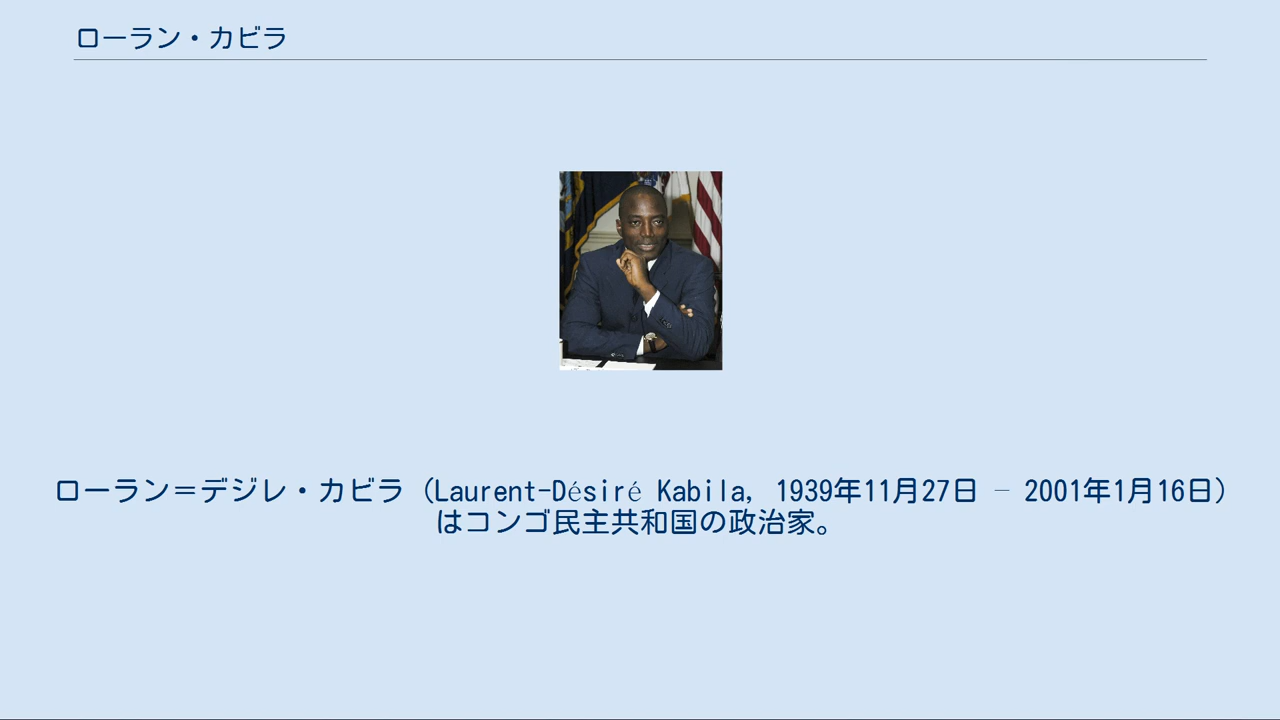 ローラン・カビラ
ローラン＝デジレ・カビラ（Laurent-Désiré Kabila, 1939年11月27日 – 2001年1月16日）
はコンゴ民主共和国の政治家。